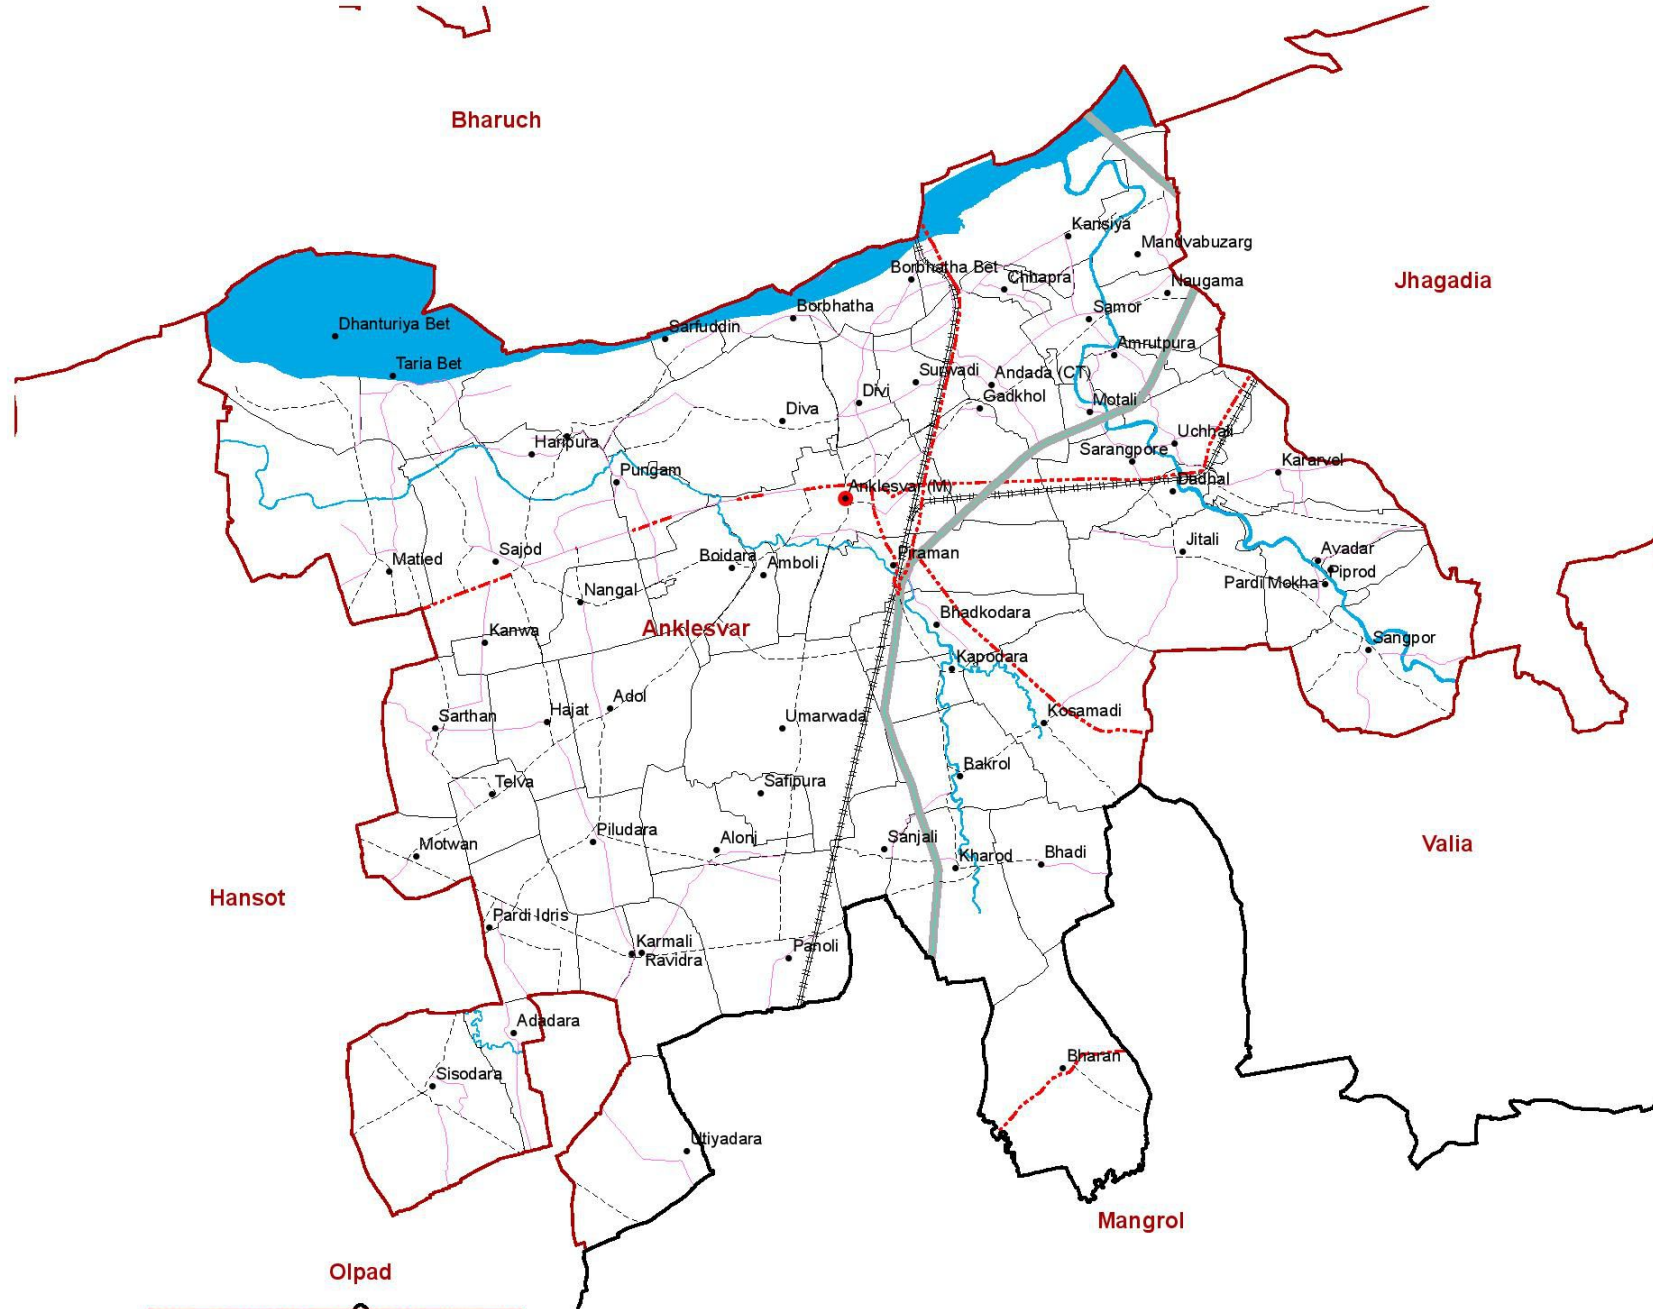 Bharuch
Kansiya
Mandvabuzarg
Borbhatha Bet
Chhapra
Naugama
Jhagadia
Borbhatha
Samor
Dhanturiya Bet
Sarfuddin
Amrutpura
Taria Bet
Surwadi
Andada (CT)
Divi
Gadkhol
Motali
Diva
Uchhali
Haripura
Sarangpore
Kararvel
Pungam
Anklesvar (M)
Dadhal
Sajod
Matied
Boidara
Amboli
Piraman
Jitali
Avadar
Piprod
Pardi Mokha
Nangal
Bhadkodara
Kanwa
Anklesvar
Sangpor
Kapodara
Adol
Sarthan
Hajat
Umarwada
Kosamadi
Bakrol
Telva
Safipura
Piludara
Alonj
Sanjali
Motwan
Kharod
Bhadi
Valia
Hansot
Pardi Idris
Karmali
Panoli
Ravidra
Adadara
Bharan
Sisodara
Utiyadara
Mangrol
Olpad